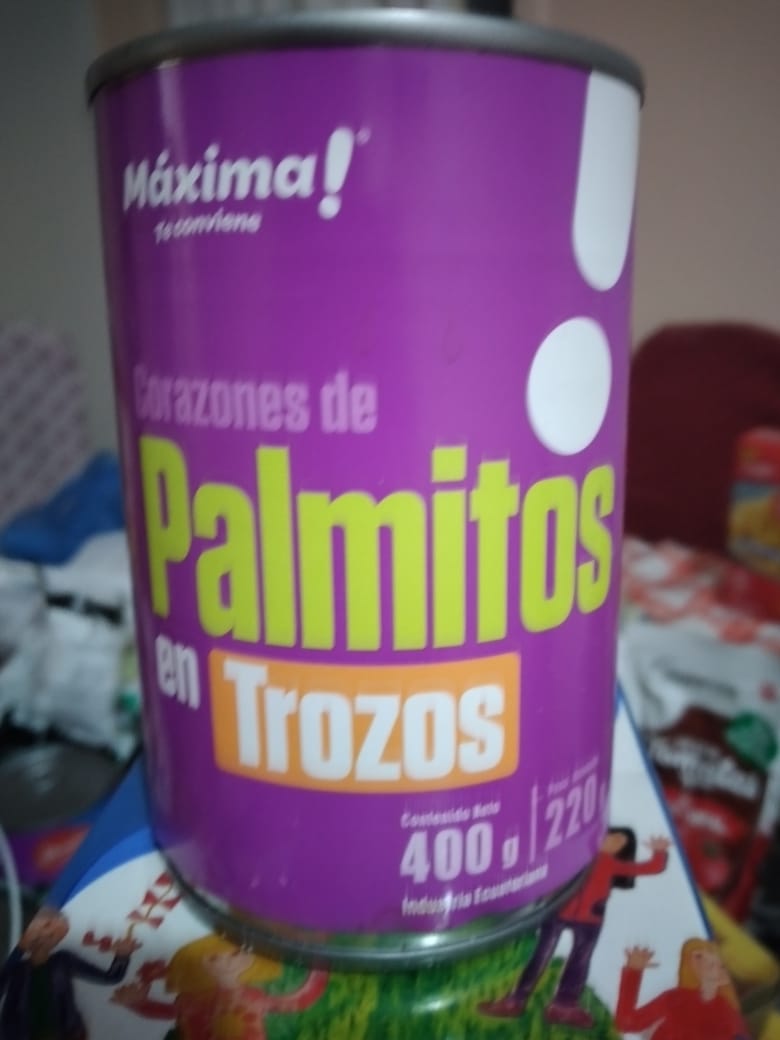 Máxima!
Te conviene
Corazones de
Palmitos
en Trozos
Contenido Neto
400 g
220
Industria Ecuatoriana